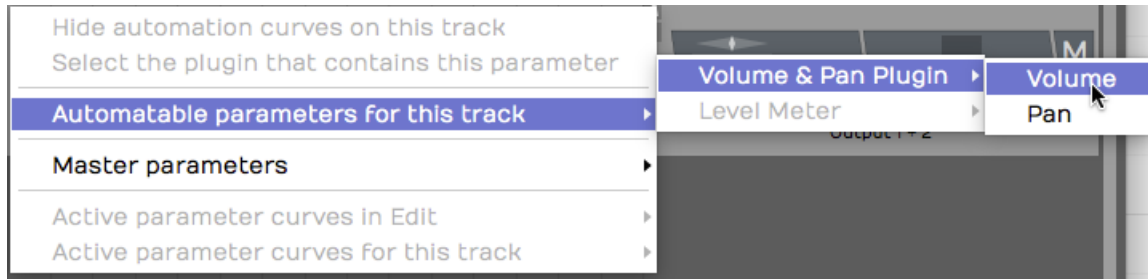 Hide automation curves on this track
Select the plugin that contains this parameter
M
Volume & Pan Plugin
Volume
Automatable parameters for this track
Level Meter
Pan
Output 1 + 2
Master parameters
Active parameter curves in Edit
Active parameter curves for this track